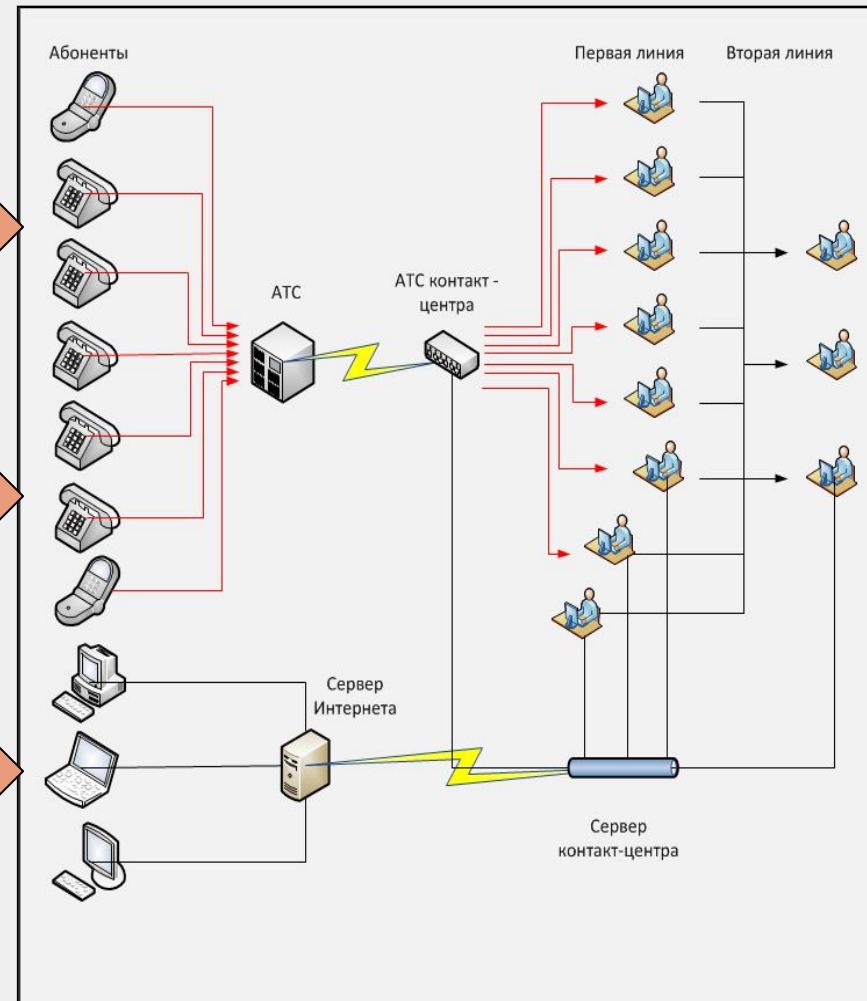 Абоненты
Первая линия
Вторая линия
АТС
АТС контакт -
центра
Сервер
Интернета
Сервер
контакт-центра